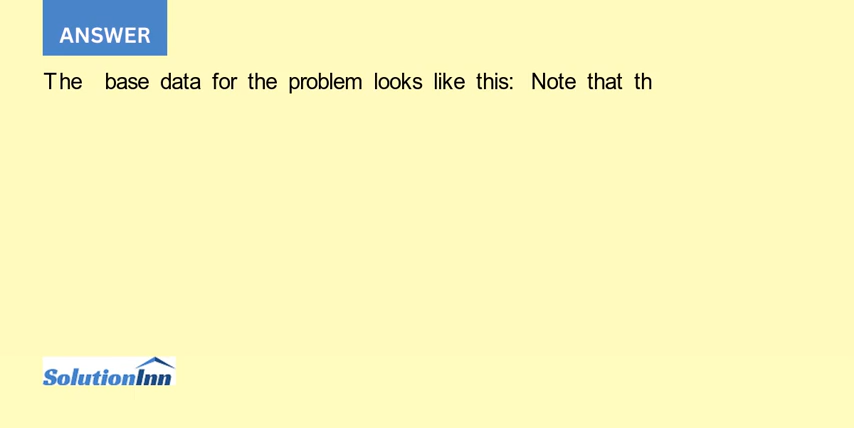 ANSWER
The base data for the problem looks like this: Note that th
SolutionInn